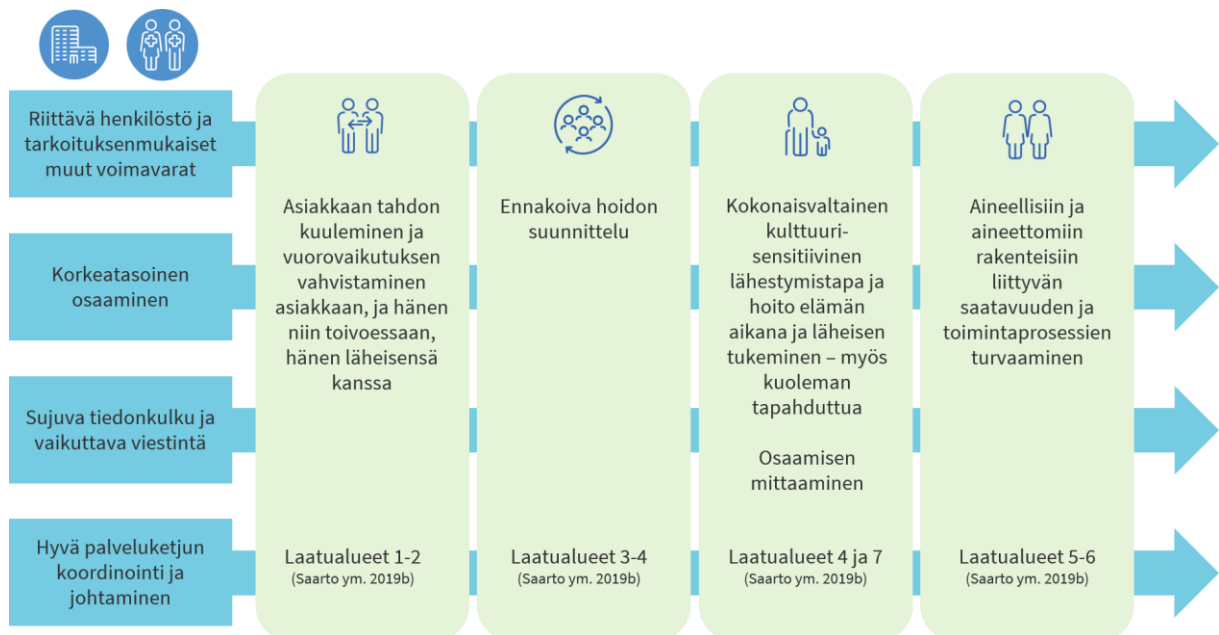 Riittävä henkilöstö ja
tarkoituksenmukaiset
muut voimavarat
Korkeatasoinen
osaaminen
Sujuva tiedonkulku ja
vaikuttava viestintä
Hyvä palveluketjun
koordinointi ja
johtaminen
Asiakkaan tahdon
kuuleminen ja
vuorovaikutuksen
vahvistaminen
asiakkaan, ja hänen
niin toivoessaan,
hänen läheisensä
kanssa
Laatualueet 1-2
(Saarto ym. 2019b)
Ennakoiva hoidon
suunnittelu
Laatualueet 3-4
(Saarto ym. 2019b)
Kokonaisvaltainen
kulttuuri-
sensitiivinen
lähestymistapa ja
hoito elämän
aikana ja läheisen
tukeminen – myös
kuoleman
tapahduttua
Osaamisen
mittaaminen
Laatualueet 4 ja 7
(Saarto ym. 2019b)
Aineellisiin ja
aineettomiin
rakenteisiin
liittyvän
saatavuuden ja
toimintaprosessien
turvaaminen
Laatualueet 5-6
(Saarto ym. 2019b)